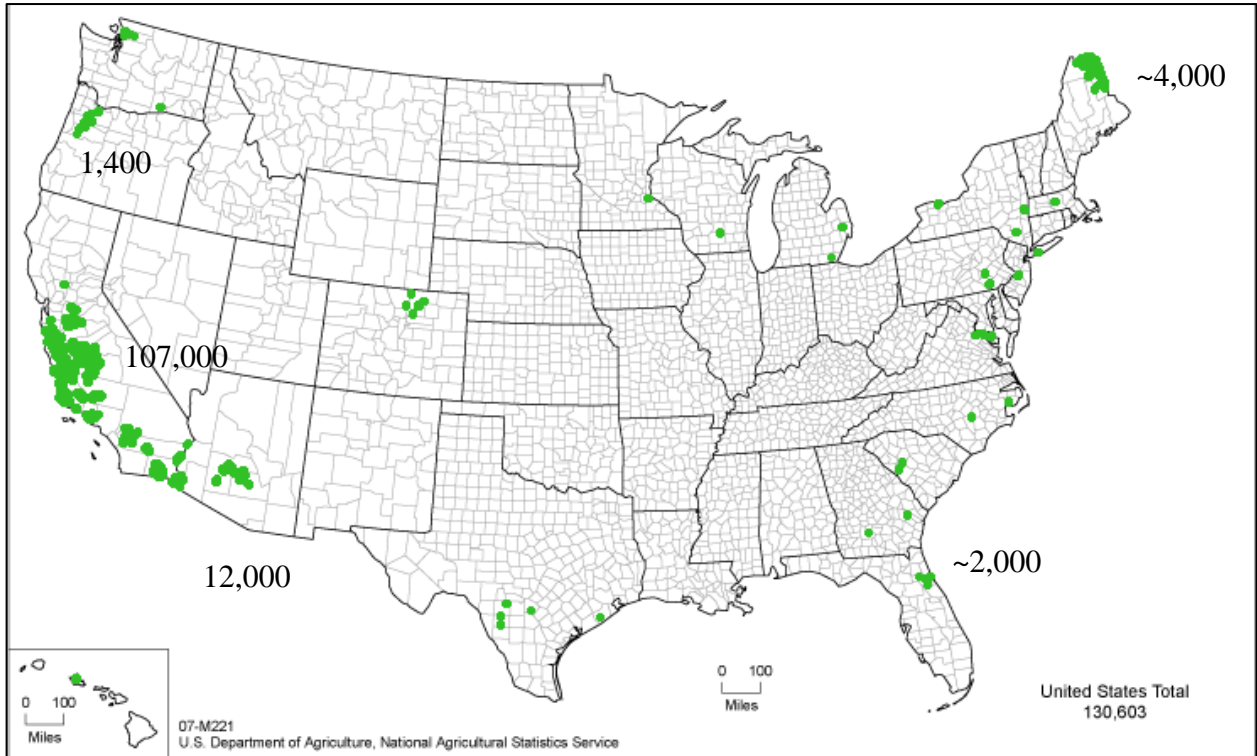 ~4,000
1,400
107,000
12,000
~2,000
0 100
Miles
0 100
Miles
United States Total
130,603
07-M221
U.S. Department of Agriculture, National Agricultural Statistics Service